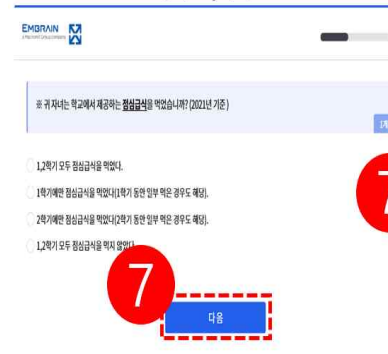 EMBRAIN
※ 귀 자녀는 학교에서 제공하는 점심급식을 먹었습니까? (2021년 기준)
1,2학기 모두 점심급식을 먹었다.
1학기에만 점심급식을 먹었다(1학기 동안 일부 먹은 경우도 해당).
2학기에만 점심급식을 먹었다(2학기 동안 일부 먹은 경우도 해당).
1,2학기 모두 점심급식을 먹지 않았다
7
7
다음